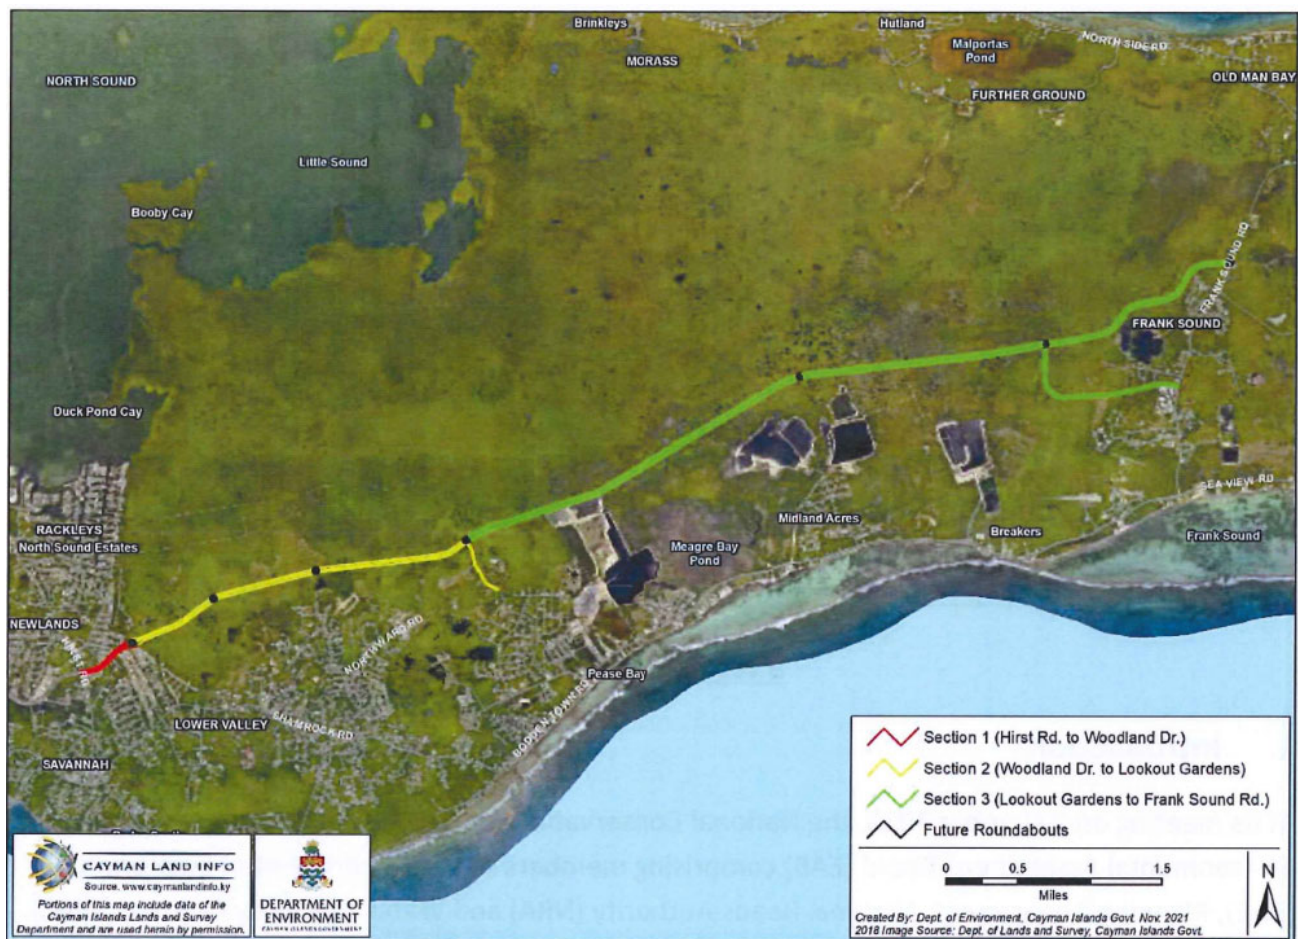 Brinkleys
Hutland
MORASS
Malportas
Pond
NORTH SIDE RD
NORTH SOUND
OLD MAN BAY
FURTHER GROUND
Little Sound
Booby Cay
FRANK SOUND RD
FRANK SOUND
Duck Pond Cay
SEA VIEW RD
RACKLEYS
North Sound Estates
Midland Acres
Breakers
Frank Sound
Meagre Bay
Pond
NEWLANDS
HIRST RD
NORTHWARD RD
Pease Bay
LOWER VALLEY
SHAMROCK RD
BODDEN TOWN RD
SAVANNAH
Section 1 (Hirst Rd. to Woodland Dr.)
Section 2 (Woodland Dr. to Lookout Gardens)
Section 3 (Lookout Gardens to Frank Sound Rd.)
Future Roundabouts
0 0.5 1 1.5
Miles
N
Created By: Dept. of Environment, Cayman Islands Govt. Nov. 2021
2018 Image Source: Dept. of Lands and Survey, Cayman Islands Govt.
CAYMAN LAND INFO
Source. www.caymanlandinfo.ky
Portions of this map include data of the
Cayman Islands Lands and Survey
Department and are used herein by permission.
DEPARTMENT OF
ENVIRONMENT
CAYMAN ISLANDS GOVERNMENT